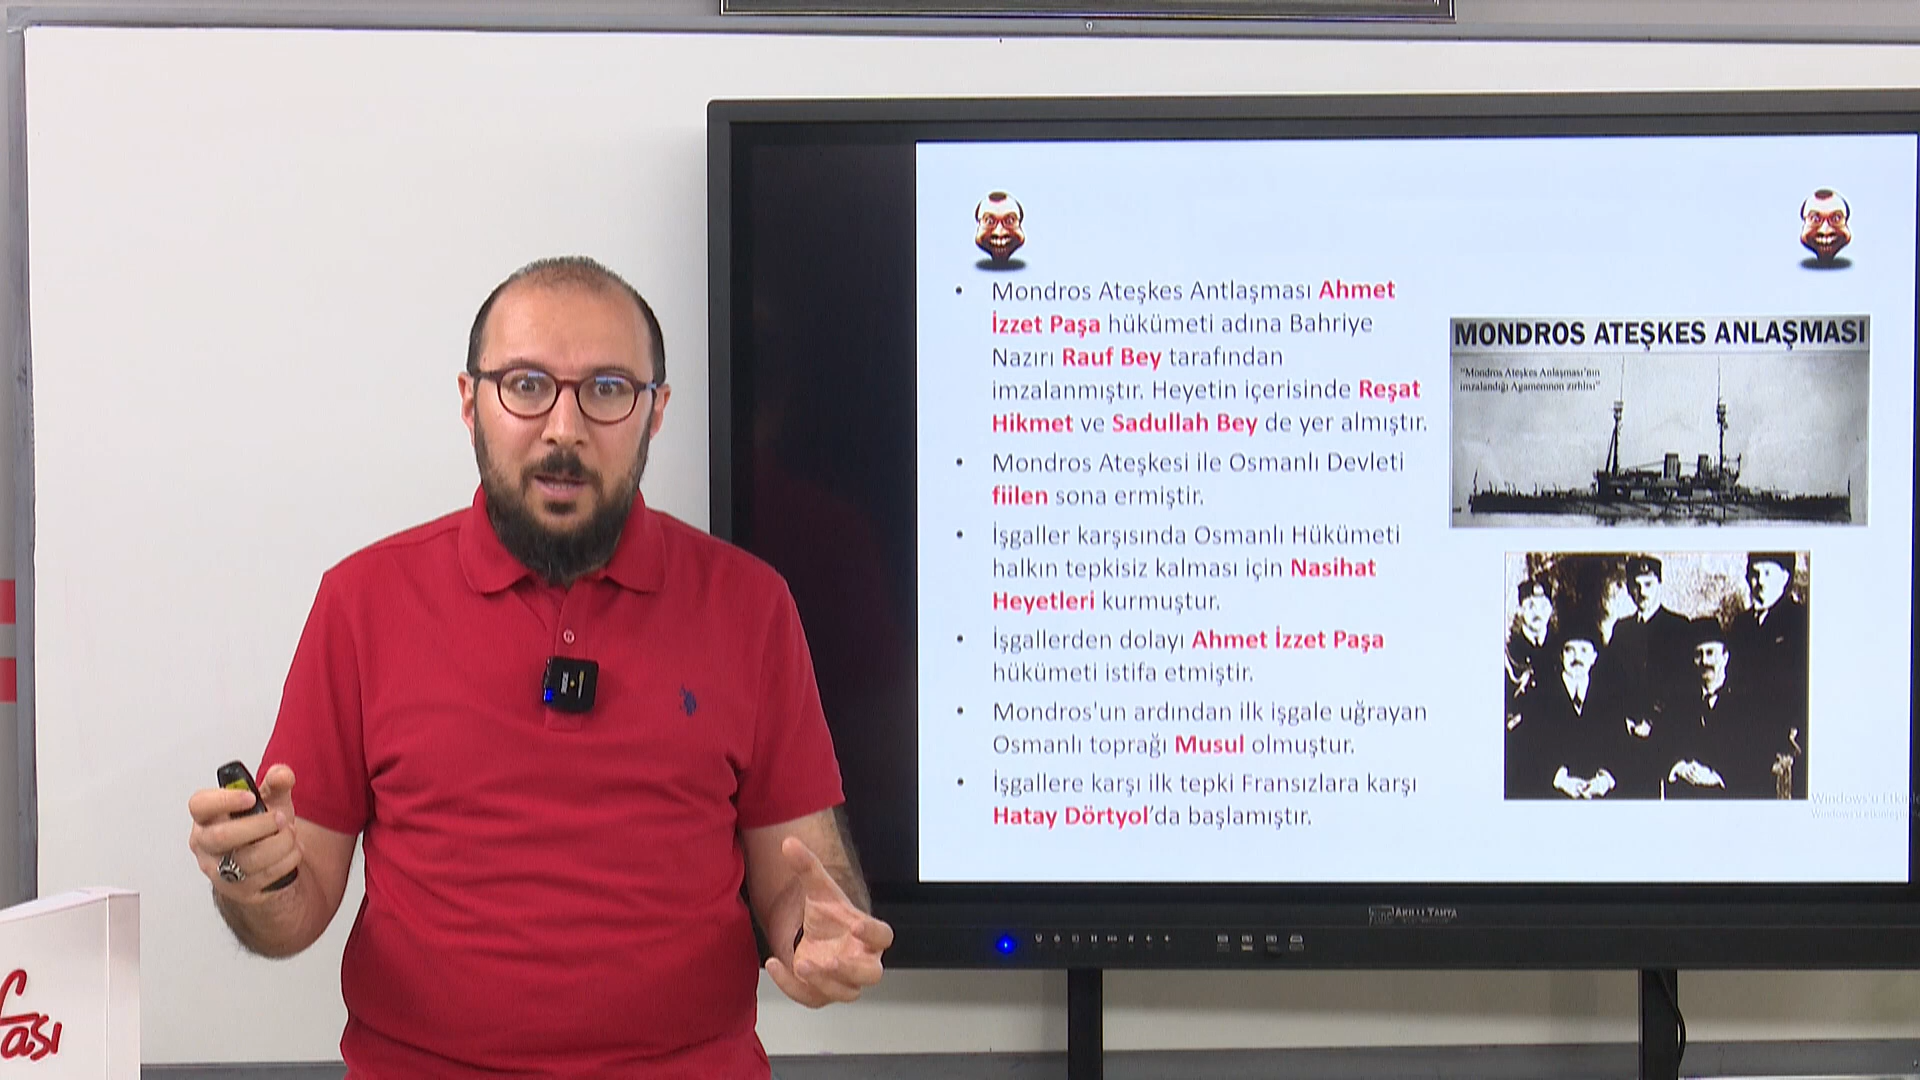 • Mondros Ateşkes Antlaşması Ahmet
İzzet Paşa hükümeti adına Bahriye
Nazırı Rauf Bey tarafından
imzalanmıştır. Heyetin içerisinde Reşat
Hikmet ve Sadullah Bey de yer almıştır.
• Mondros Ateşkesi ile Osmanlı Devleti
fiilen sona ermiştir.
• İşgaller karşısında Osmanlı Hükümeti
halkın tepkisiz kalması için Nasihat
Heyetleri kurmuştur.
• İşgallerden dolayı Ahmet İzzet Paşa
hükümeti istifa etmiştir.
• Mondros'un ardından ilk işgale uğrayan
Osmanlı toprağı Musul olmuştur.
• İşgallere karşı ilk tepki Fransızlara karşı
Hatay Dörtyol'da başlamıştır.
MONDROS ATEŞKES ANLAŞMASI
"Mondros Ateşkes Anlaşması'nın
imzalandığı Agamemnon zırhlısı"
Windows'u Etkinle
AKILLI TAHTA
fası